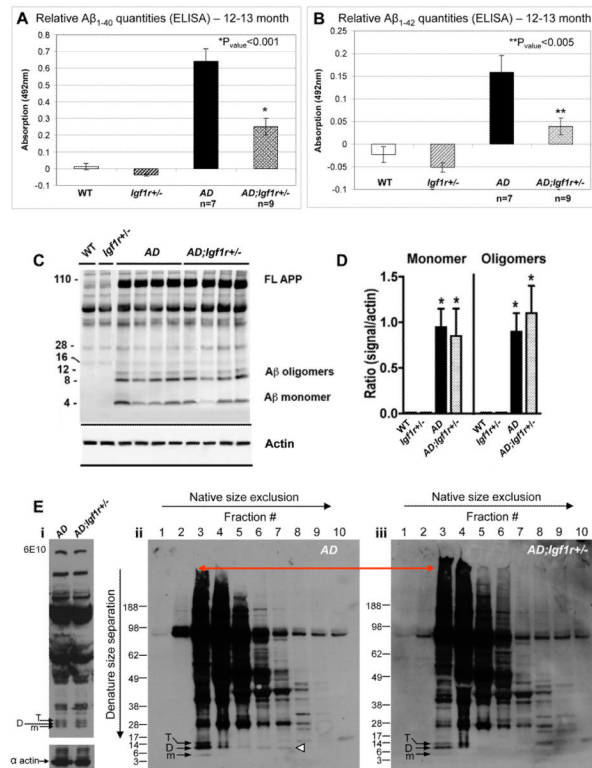 A Relative Aβ1-40 quantities (ELISA) – 12-13 month
*Pvalue<0.001
Absorption (492nm)
0.8
0.7
0.6
0.5
0.4
0.3
0.2
0.1
0
-0.1
*
WT Igf1r+/- AD AD;Igf1r+/-
n=7 n=9
B Relative Aβ1-42 quantities (ELISA) – 12-13 month
**Pvalue<0.005
Absorption (492nm)
0.25
0.2
0.15
0.1
0.05
0
-0.05
-0.1
**
WT Igf1r+/- AD AD;Igf1r+/-
n=7 n=9
C
WT Igf1r+/- AD AD;Igf1r+/-
110 - FL APP
28 -
16
12 - Aβ oligomers
8 -
4 - Aβ monomer
Actin
D
Monomer Oligomers
Ratio (signal/actin)
1.5
1.0
0.5
0.0
* * * *
WT Igf1r+/- AD AD;Igf1r+/- WT Igf1r+/- AD AD;Igf1r+/-
E
i
AD AD;Igf1r+/-
6E10
T
D
m
α actin
Denature size separation
Native size exclusion
Fraction #
ii 1 2 3 4 5 6 7 8 9 10
AD
188
98
62
49
38
28
17
14
6
3
T
D
m
Native size exclusion
Fraction #
iii 1 2 3 4 5 6 7 8 9 10
AD;Igf1r+/-
188
98
62
49
38
28
17
14
6
3
T
D
m